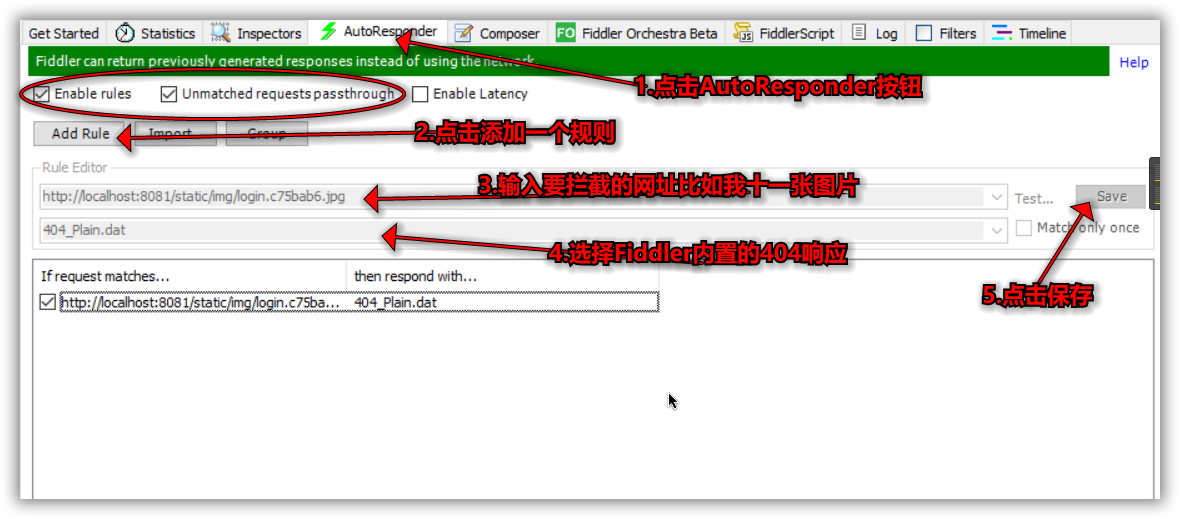 Get Started Statistics Inspectors AutoResponder Composer FO Fiddler Orchestra Beta JS FiddlerScript Log Filters Timeline
Fiddler can return previously generated responses instead of using the network. Help
1.点击AutoResponder按钮
Enable rules Unmatched requests passthrough Enable Latency
Add Rule Import... Group
2.点击添加一个规则
Rule Editor
3.输入要拦截的网址比如我十一张图片
http://localhost:8081/static/img/login.c75bab6.jpg Test... Save
404_Plain.dat Match only once
4.选择Fiddler内置的404响应
If request matches... then respond with...
5.点击保存
http://localhost:8081/static/img/login.c75ba... 404_Plain.dat